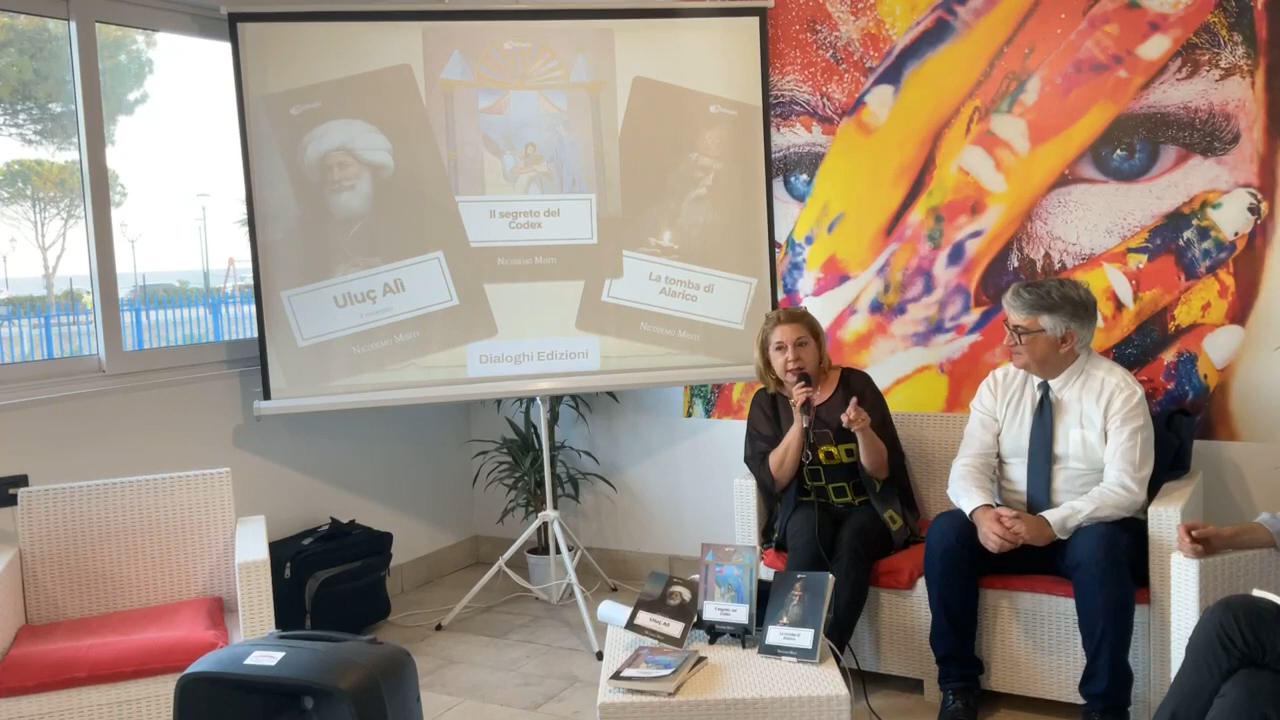 Uluç Alì
Il segreto del
Codex
NICODEMO MISITI
La tomba di
Alarico
NICODEMO MISITI
NICODEMO MISITI
Dialoghi Edizioni
Uluç Alì
Il segreto del
Codex
La tomba di
Alarico